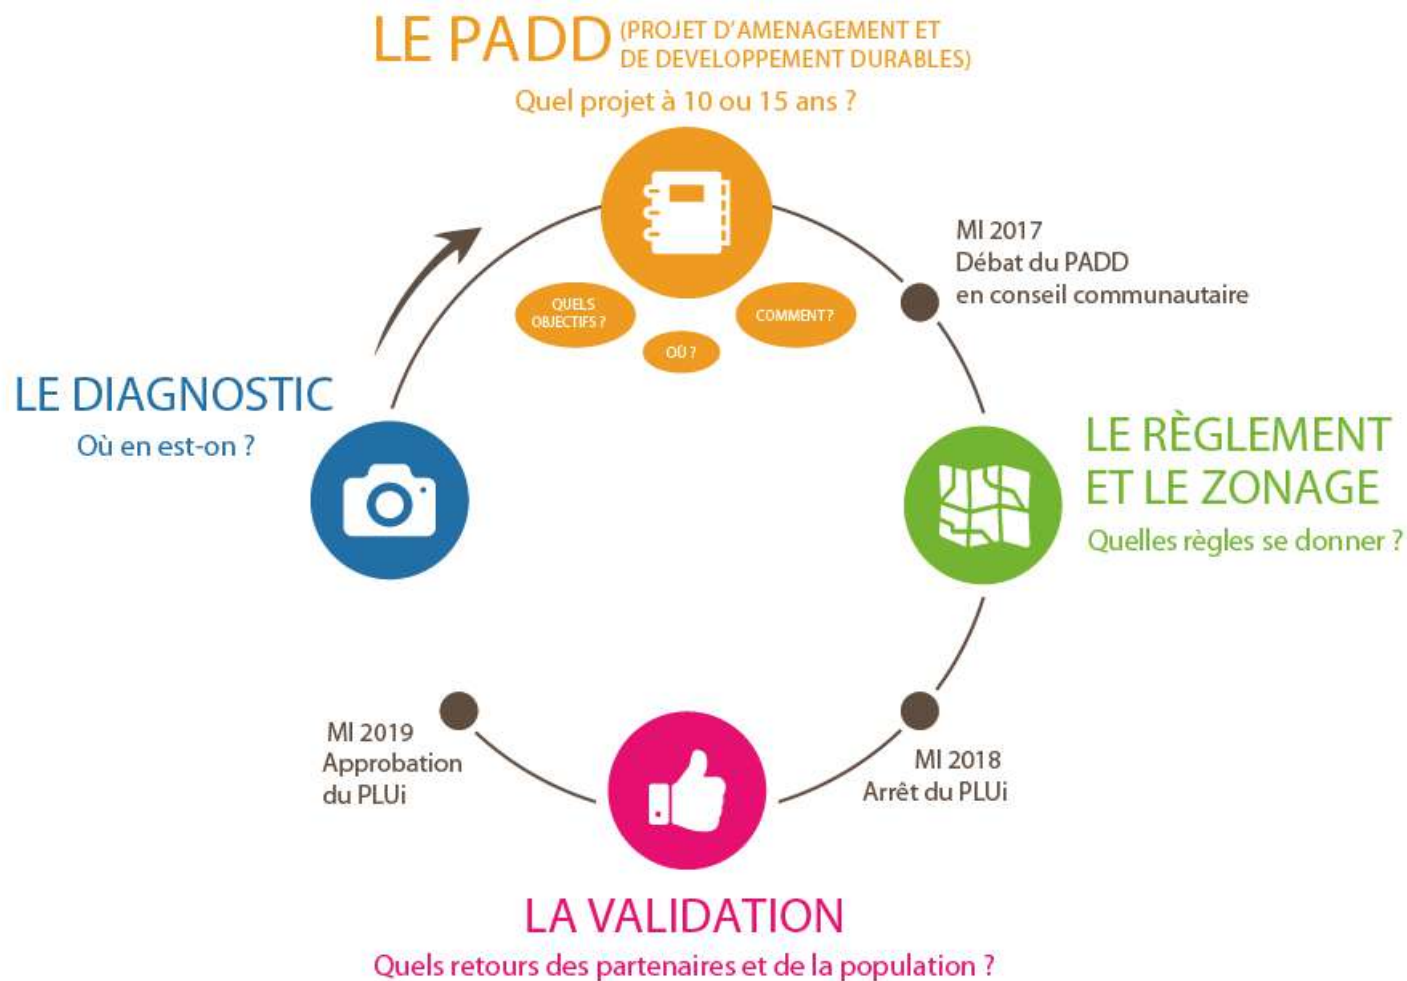 LE PADD (PROJET D'AMENAGEMENT ET
DE DEVELOPPEMENT DURABLES)
Quel projet à 10 ou 15 ans ?
QUELS
OBJECTIFS ?
OÙ ?
COMMENT ?
MI 2017
Débat du PADD
en conseil communautaire
LE DIAGNOSTIC
Où en est-on ?
LE RÈGLEMENT
ET LE ZONAGE
Quelles règles se donner ?
MI 2019
Approbation
du PLUi
MI 2018
Arrêt du PLUi
LA VALIDATION
Quels retours des partenaires et de la population ?